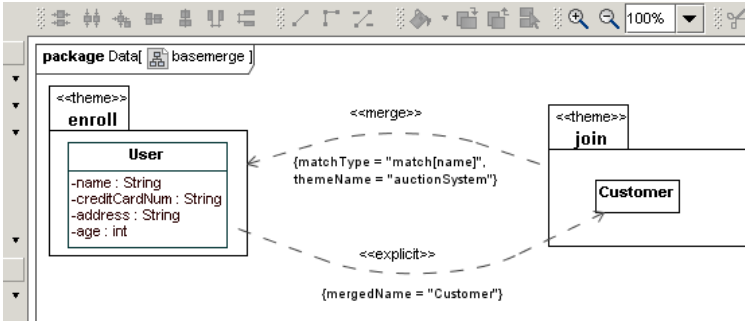 100%
package Data[ basemerge ]
<<theme>>
enroll
User
-name : String
-creditCardNum : String
-address : String
-age : int
<<merge>>
{matchType = "match[name]",
themeName = "auctionSystem"}
<<theme>>
join
Customer
<<explicit>>
{mergedName = "Customer"}